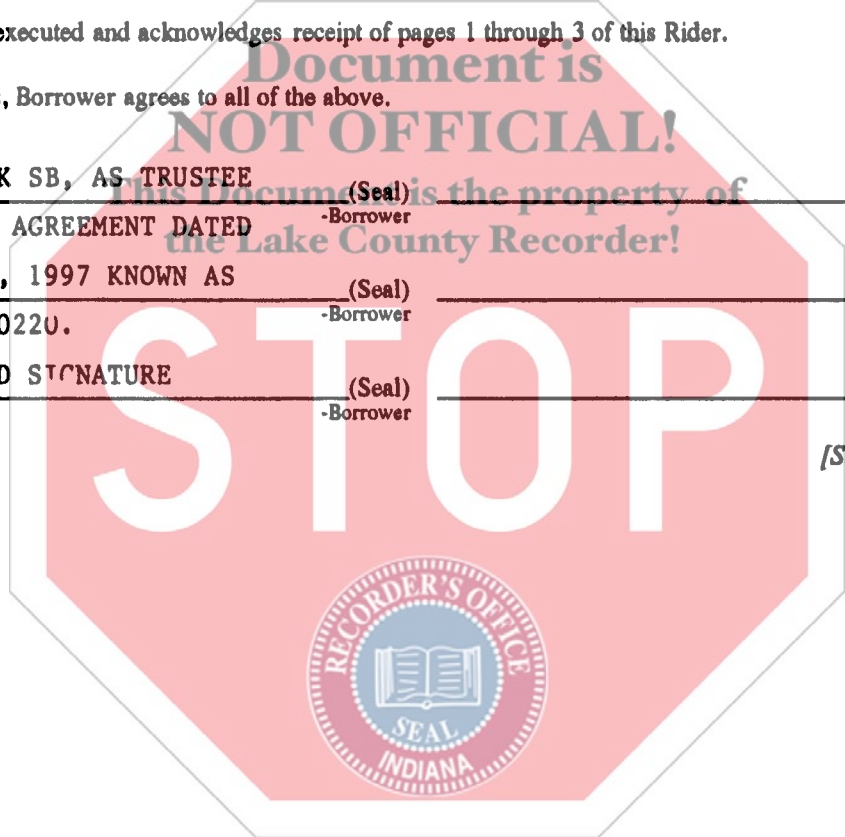 executed and acknowledges receipt of pages 1 through 3 of this Rider.
Document is
, Borrower agrees to all of the above.
NOT OFFICIAL!
K SB, AS TRUSTEE (Seal)
This Document is the property of
-Borrower
AGREEMENT DATED
the Lake County Recorder!
, 1997 KNOWN AS (Seal)
-Borrower
0220.
STOP
D SIGNATURE (Seal)
-Borrower
[S
RECORDER'S OFFICE
SEAL
INDIANA